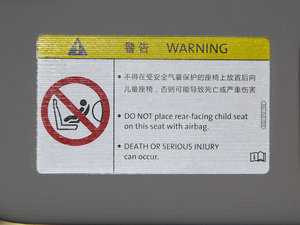 警告 WARNING
• 不得在受安全气囊保护的座椅上放置后向
儿童座椅，否则可能导致死亡或严重伤害
• DO NOT place rear-facing child seat
on this seat with airbag.
• DEATH OR SERIOUS INJURY
can occur.